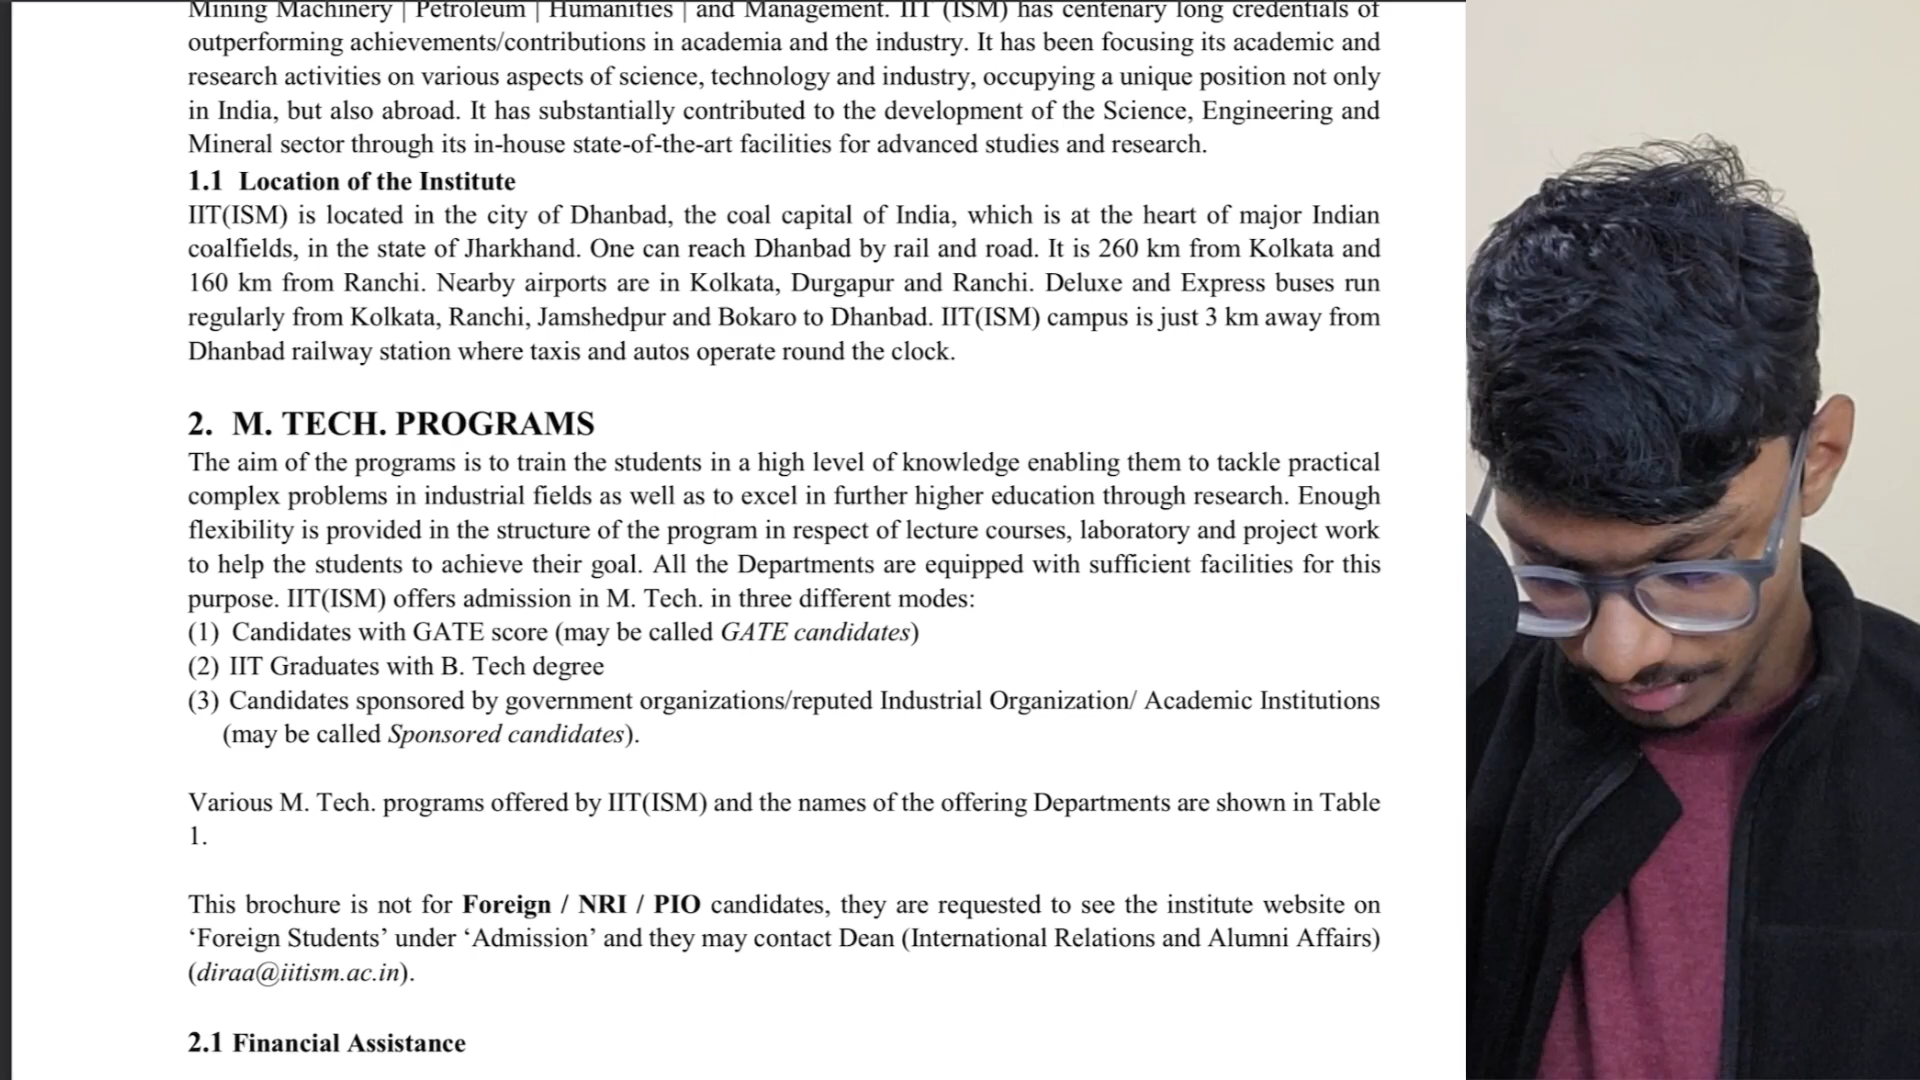 Mining Machinery | Petroleum | Humanities | and Management. IIT (ISM) has centenary long credentials of
outperforming achievements/contributions in academia and the industry. It has been focusing its academic and
research activities on various aspects of science, technology and industry, occupying a unique position not only
in India, but also abroad. It has substantially contributed to the development of the Science, Engineering and
Mineral sector through its in-house state-of-the-art facilities for advanced studies and research.
1.1 Location of the Institute
IIT(ISM) is located in the city of Dhanbad, the coal capital of India, which is at the heart of major Indian
coalfields, in the state of Jharkhand. One can reach Dhanbad by rail and road. It is 260 km from Kolkata and
160 km from Ranchi. Nearby airports are in Kolkata, Durgapur and Ranchi. Deluxe and Express buses run
regularly from Kolkata, Ranchi, Jamshedpur and Bokaro to Dhanbad. IIT(ISM) campus is just 3 km away from
Dhanbad railway station where taxis and autos operate round the clock.
2. M. TECH. PROGRAMS
The aim of the programs is to train the students in a high level of knowledge enabling them to tackle practical
complex problems in industrial fields as well as to excel in further higher education through research. Enough
flexibility is provided in the structure of the program in respect of lecture courses, laboratory and project work
to help the students to achieve their goal. All the Departments are equipped with sufficient facilities for this
purpose. IIT(ISM) offers admission in M. Tech. in three different modes:
(1) Candidates with GATE score (may be called GATE candidates)
(2) IIT Graduates with B. Tech degree
(3) Candidates sponsored by government organizations/reputed Industrial Organization/ Academic Institutions
(may be called Sponsored candidates).
Various M. Tech. programs offered by IIT(ISM) and the names of the offering Departments are shown in Table
1.
This brochure is not for Foreign / NRI / PIO candidates, they are requested to see the institute website on
‘Foreign Students’ under ‘Admission’ and they may contact Dean (International Relations and Alumni Affairs)
(diraa@iitism.ac.in).
2.1 Financial Assistance